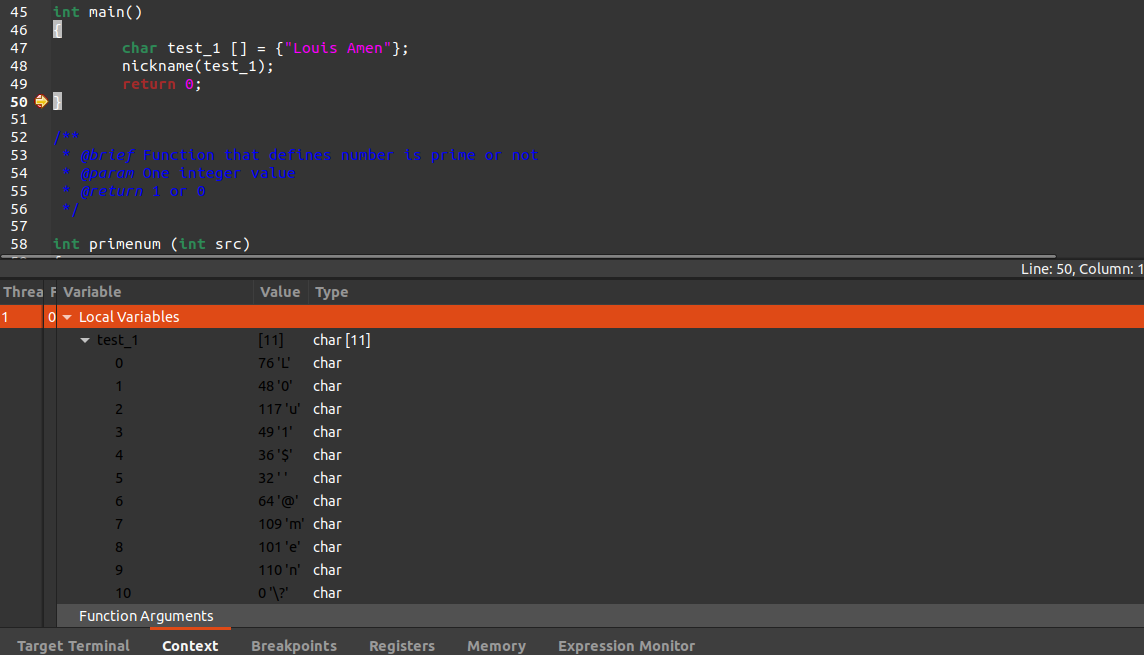 45 int main()
46 {
47 char test_1 [] = {"Louis Amen"};
48 nickname(test_1);
49 return 0;
50 }
51
52 /**
53 * @brief Function that defines number is prime or not
54 * @param One integer value
55 * @return 1 or 0
56 */
57
58 int primenum (int src)
Line: 50, Column: 1
Threa F Variable Value Type
1 0 Local Variables
test_1 [11] char [11]
0 76 'L' char
1 48 '0' char
2 117 'u' char
3 49 '1' char
4 36 '$' char
5 32 ' ' char
6 64 '@' char
7 109 'm' char
8 101 'e' char
9 110 'n' char
10 0 '\?' char
Function Arguments
Target Terminal Context Breakpoints Registers Memory Expression Monitor